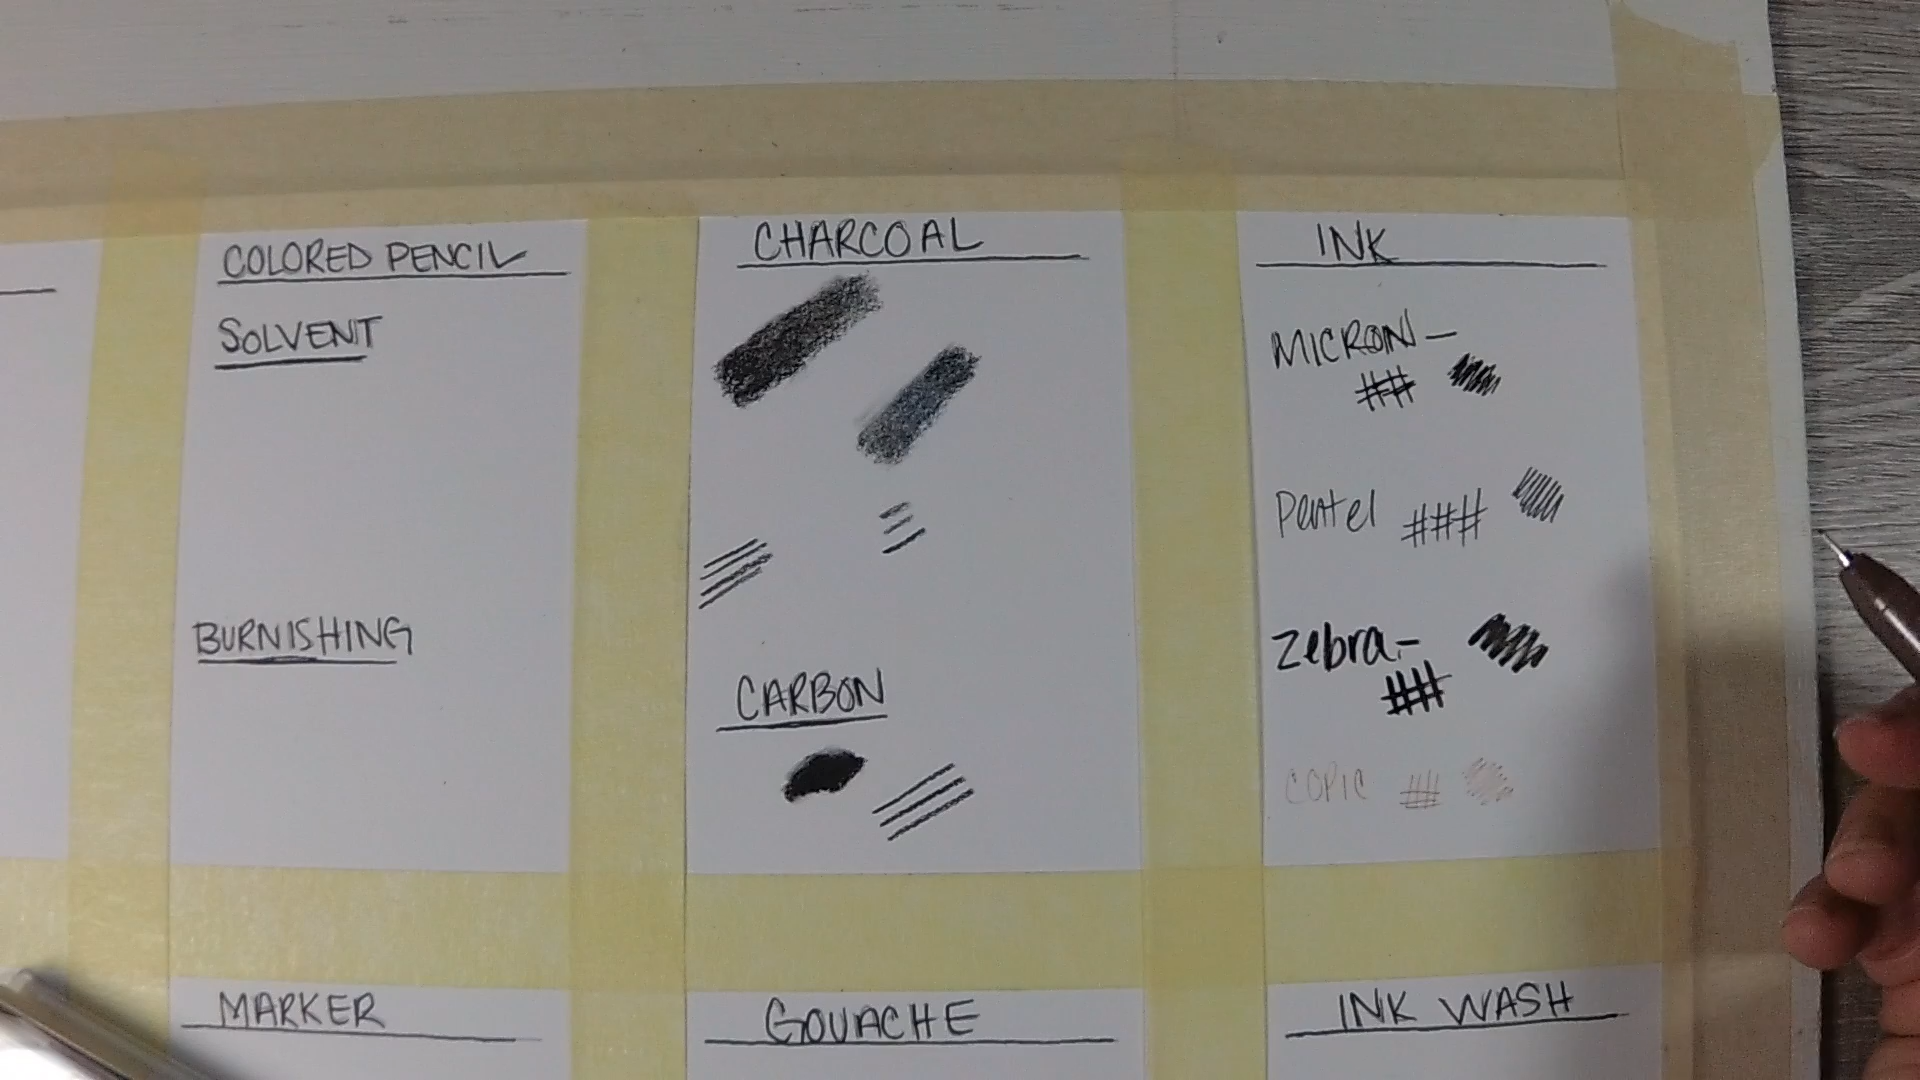 COLORED PENCIL
SOLVENT
BURNISHING
CHARCOAL
CARBON
INK
MICRON –
Pentel
Zebra –
COPIC
MARKER
GOUACHE
INK WASH